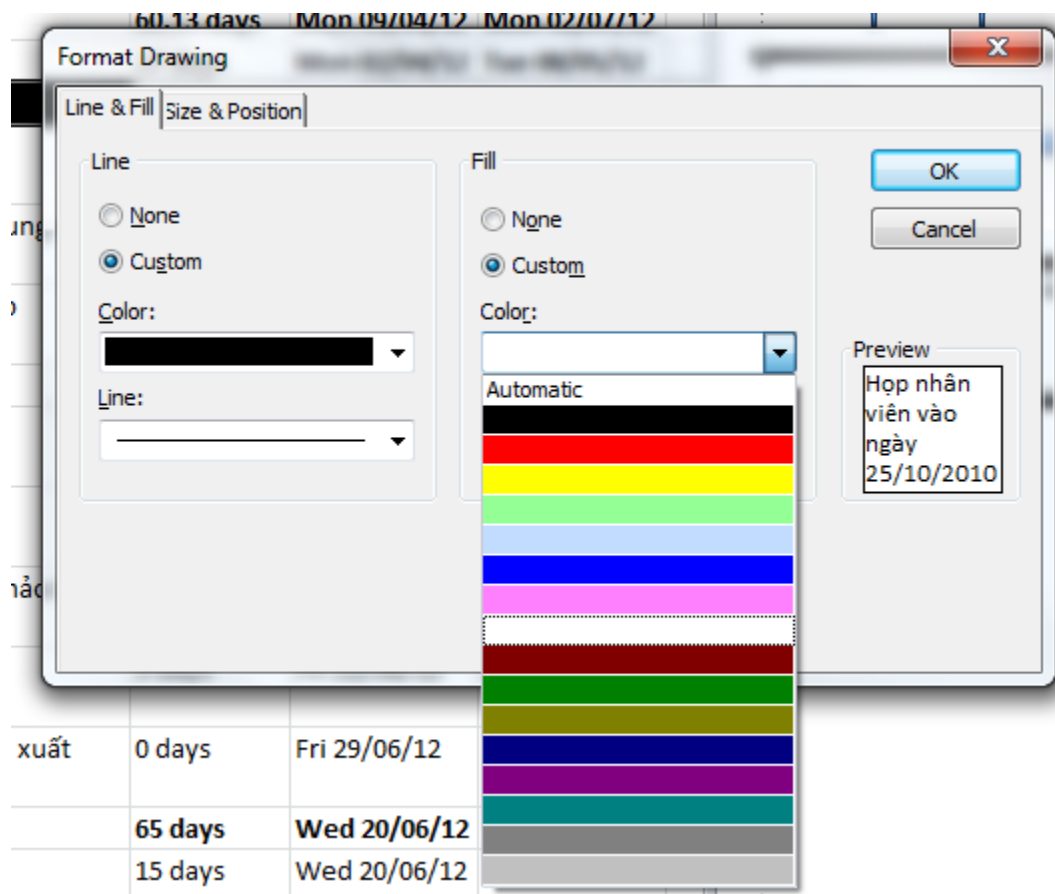 60.13 days Mon 09/04/12 Mon 02/07/12
Format Drawing
Line & Fill Size & Position
Line
None
Custom
Color:
Line:
Fill
None
Custom
Color:
Automatic
OK
Cancel
Preview
Họp nhân
viên vào
ngày
25/10/2010
xuất 0 days Fri 29/06/12
65 days Wed 20/06/12
15 days Wed 20/06/12